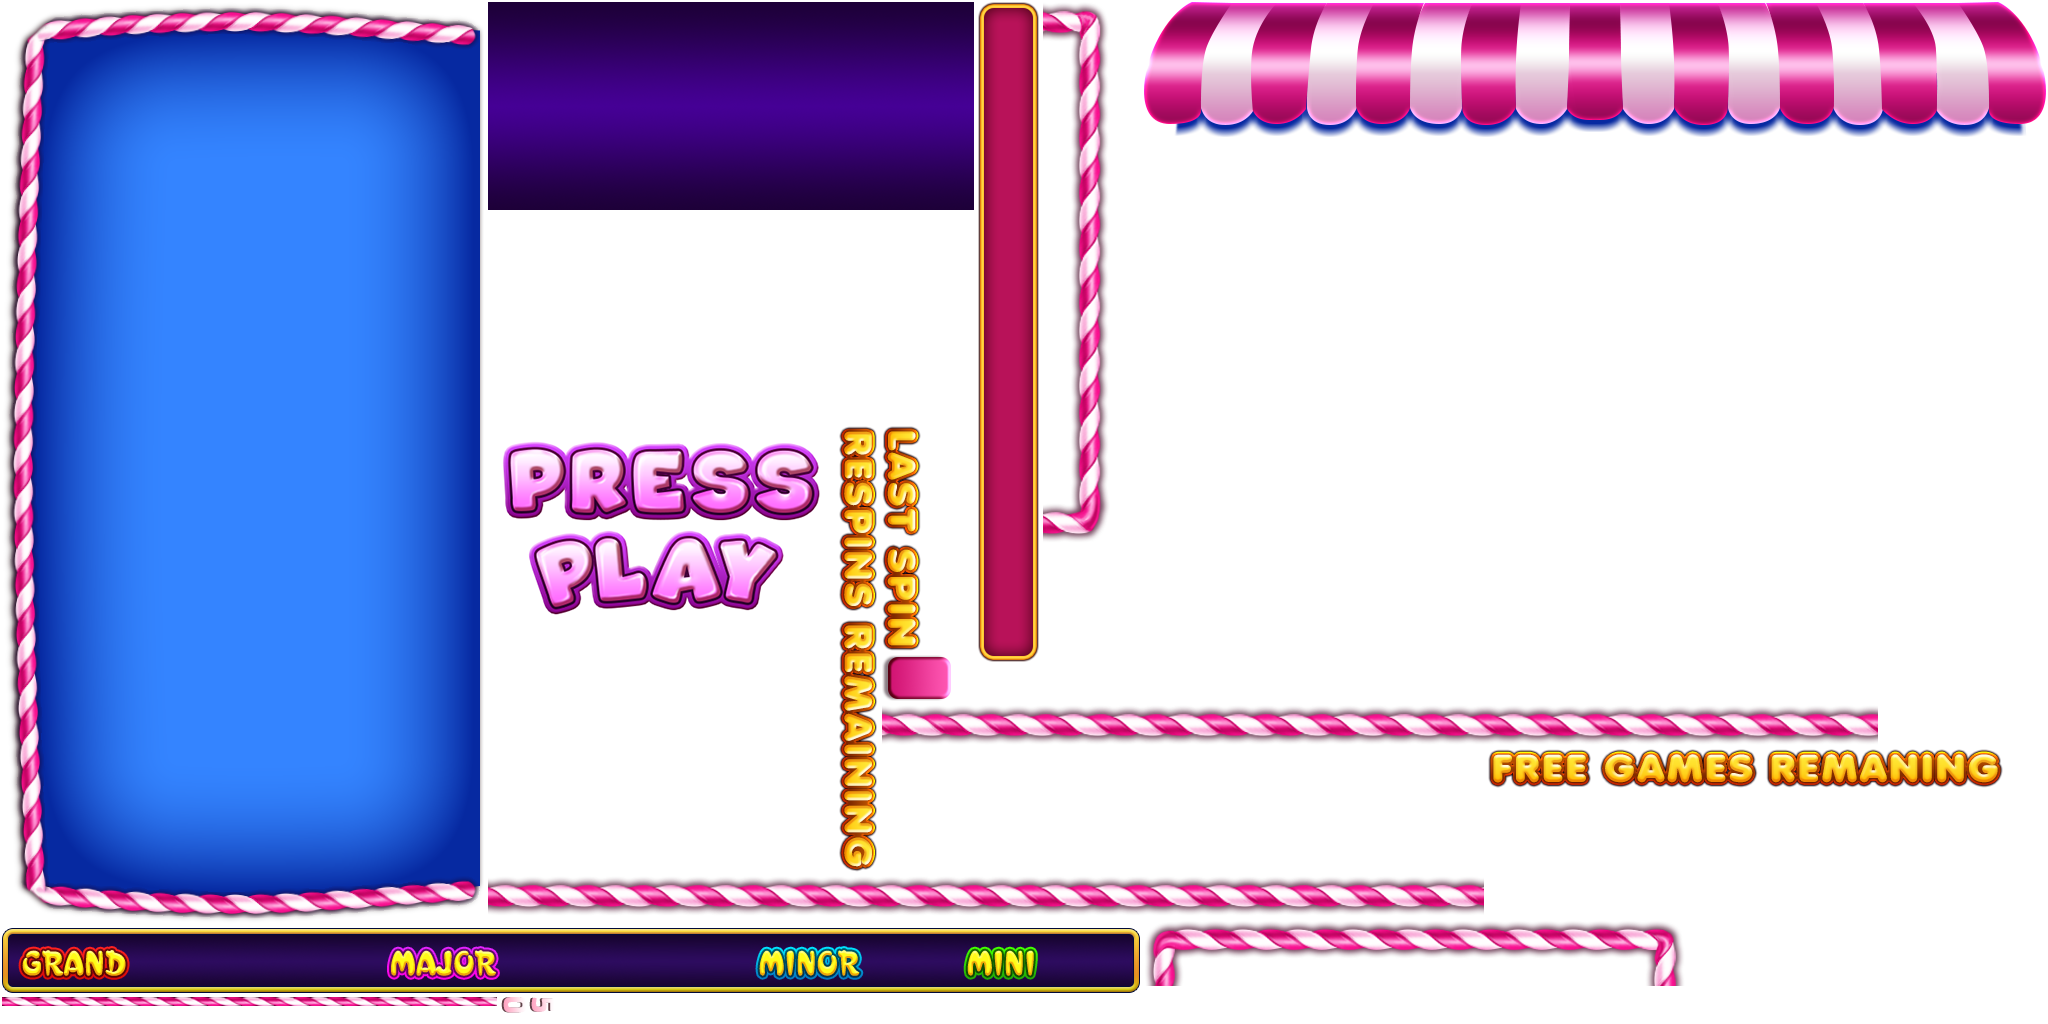 PRESS
PLAY
LAST SPIN
RESPINS REMAINING
FREE GAMES REMANING
GRAND MAJOR MINOR MINI